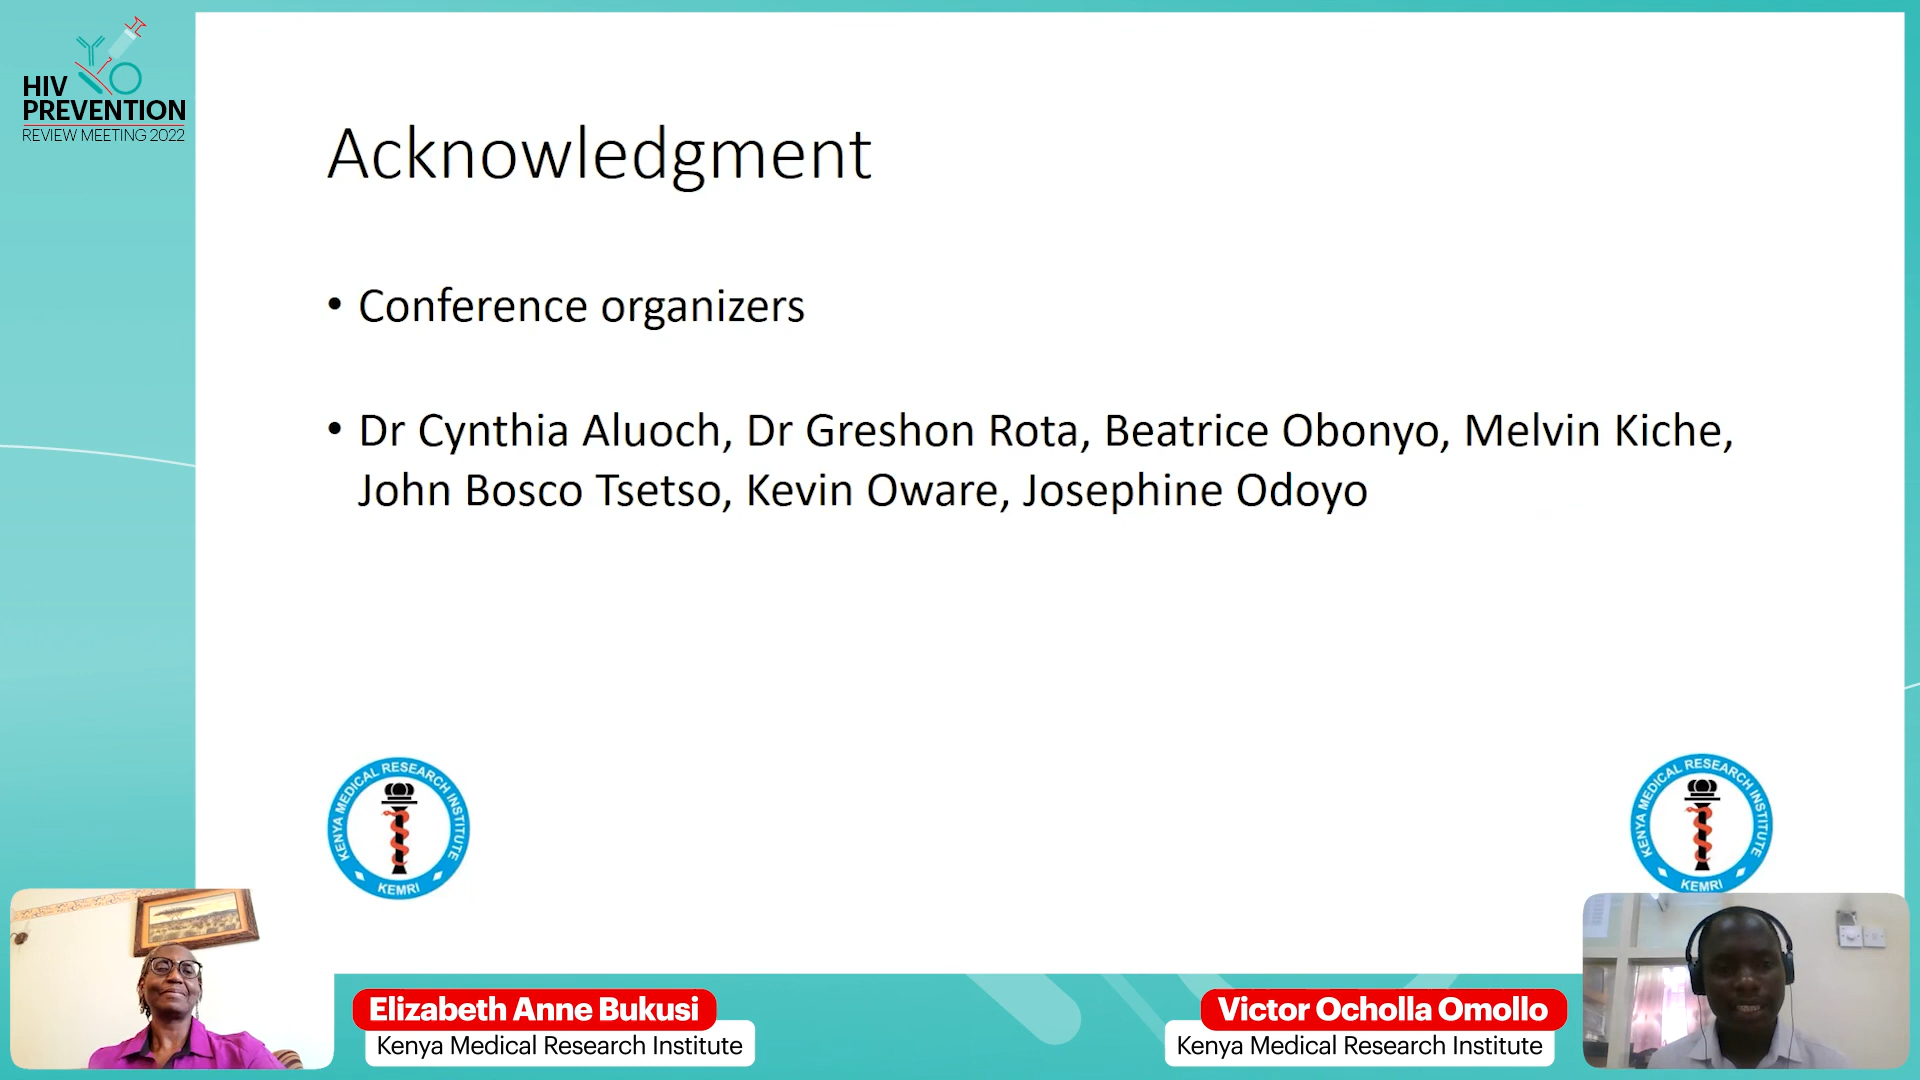 HIV
PREVENTION
REVIEW MEETING 2022
Acknowledgment
• Conference organizers
• Dr Cynthia Aluoch, Dr Greshon Rota, Beatrice Obonyo, Melvin Kiche,
John Bosco Tsetso, Kevin Oware, Josephine Odoyo
KENYA MEDICAL RESEARCH INSTITUTE
KEMRI
KENYA MEDICAL RESEARCH INSTITUTE
KEMRI
Elizabeth Anne Bukusi
Kenya Medical Research Institute
Victor Ocholla Omollo
Kenya Medical Research Institute